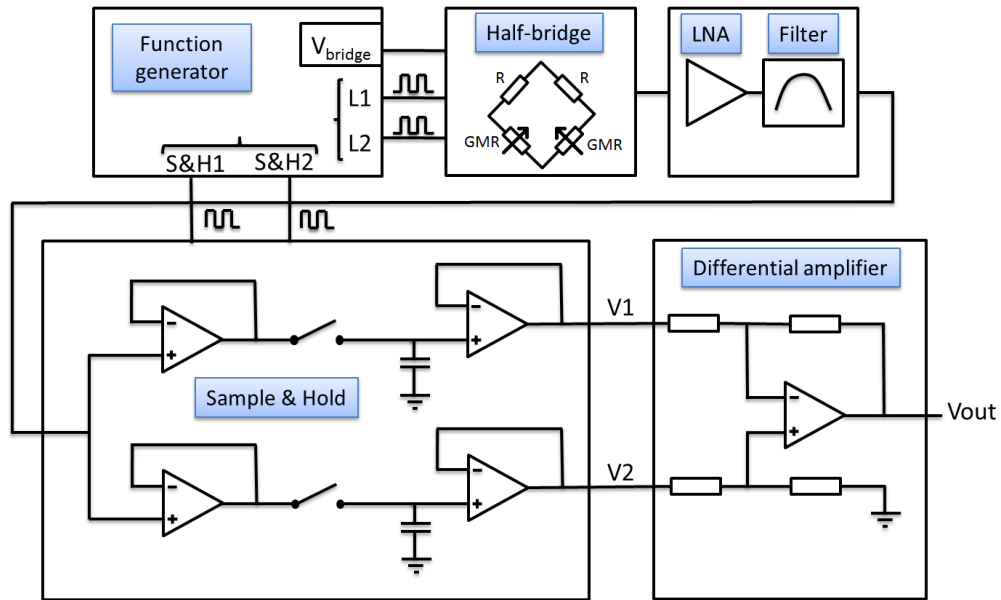 Function
generator
Vbridge
L1
L2
S&H1
S&H2
Half-bridge
R
R
GMR
GMR
LNA
Filter
Sample & Hold
V1
V2
Differential amplifier
Vout